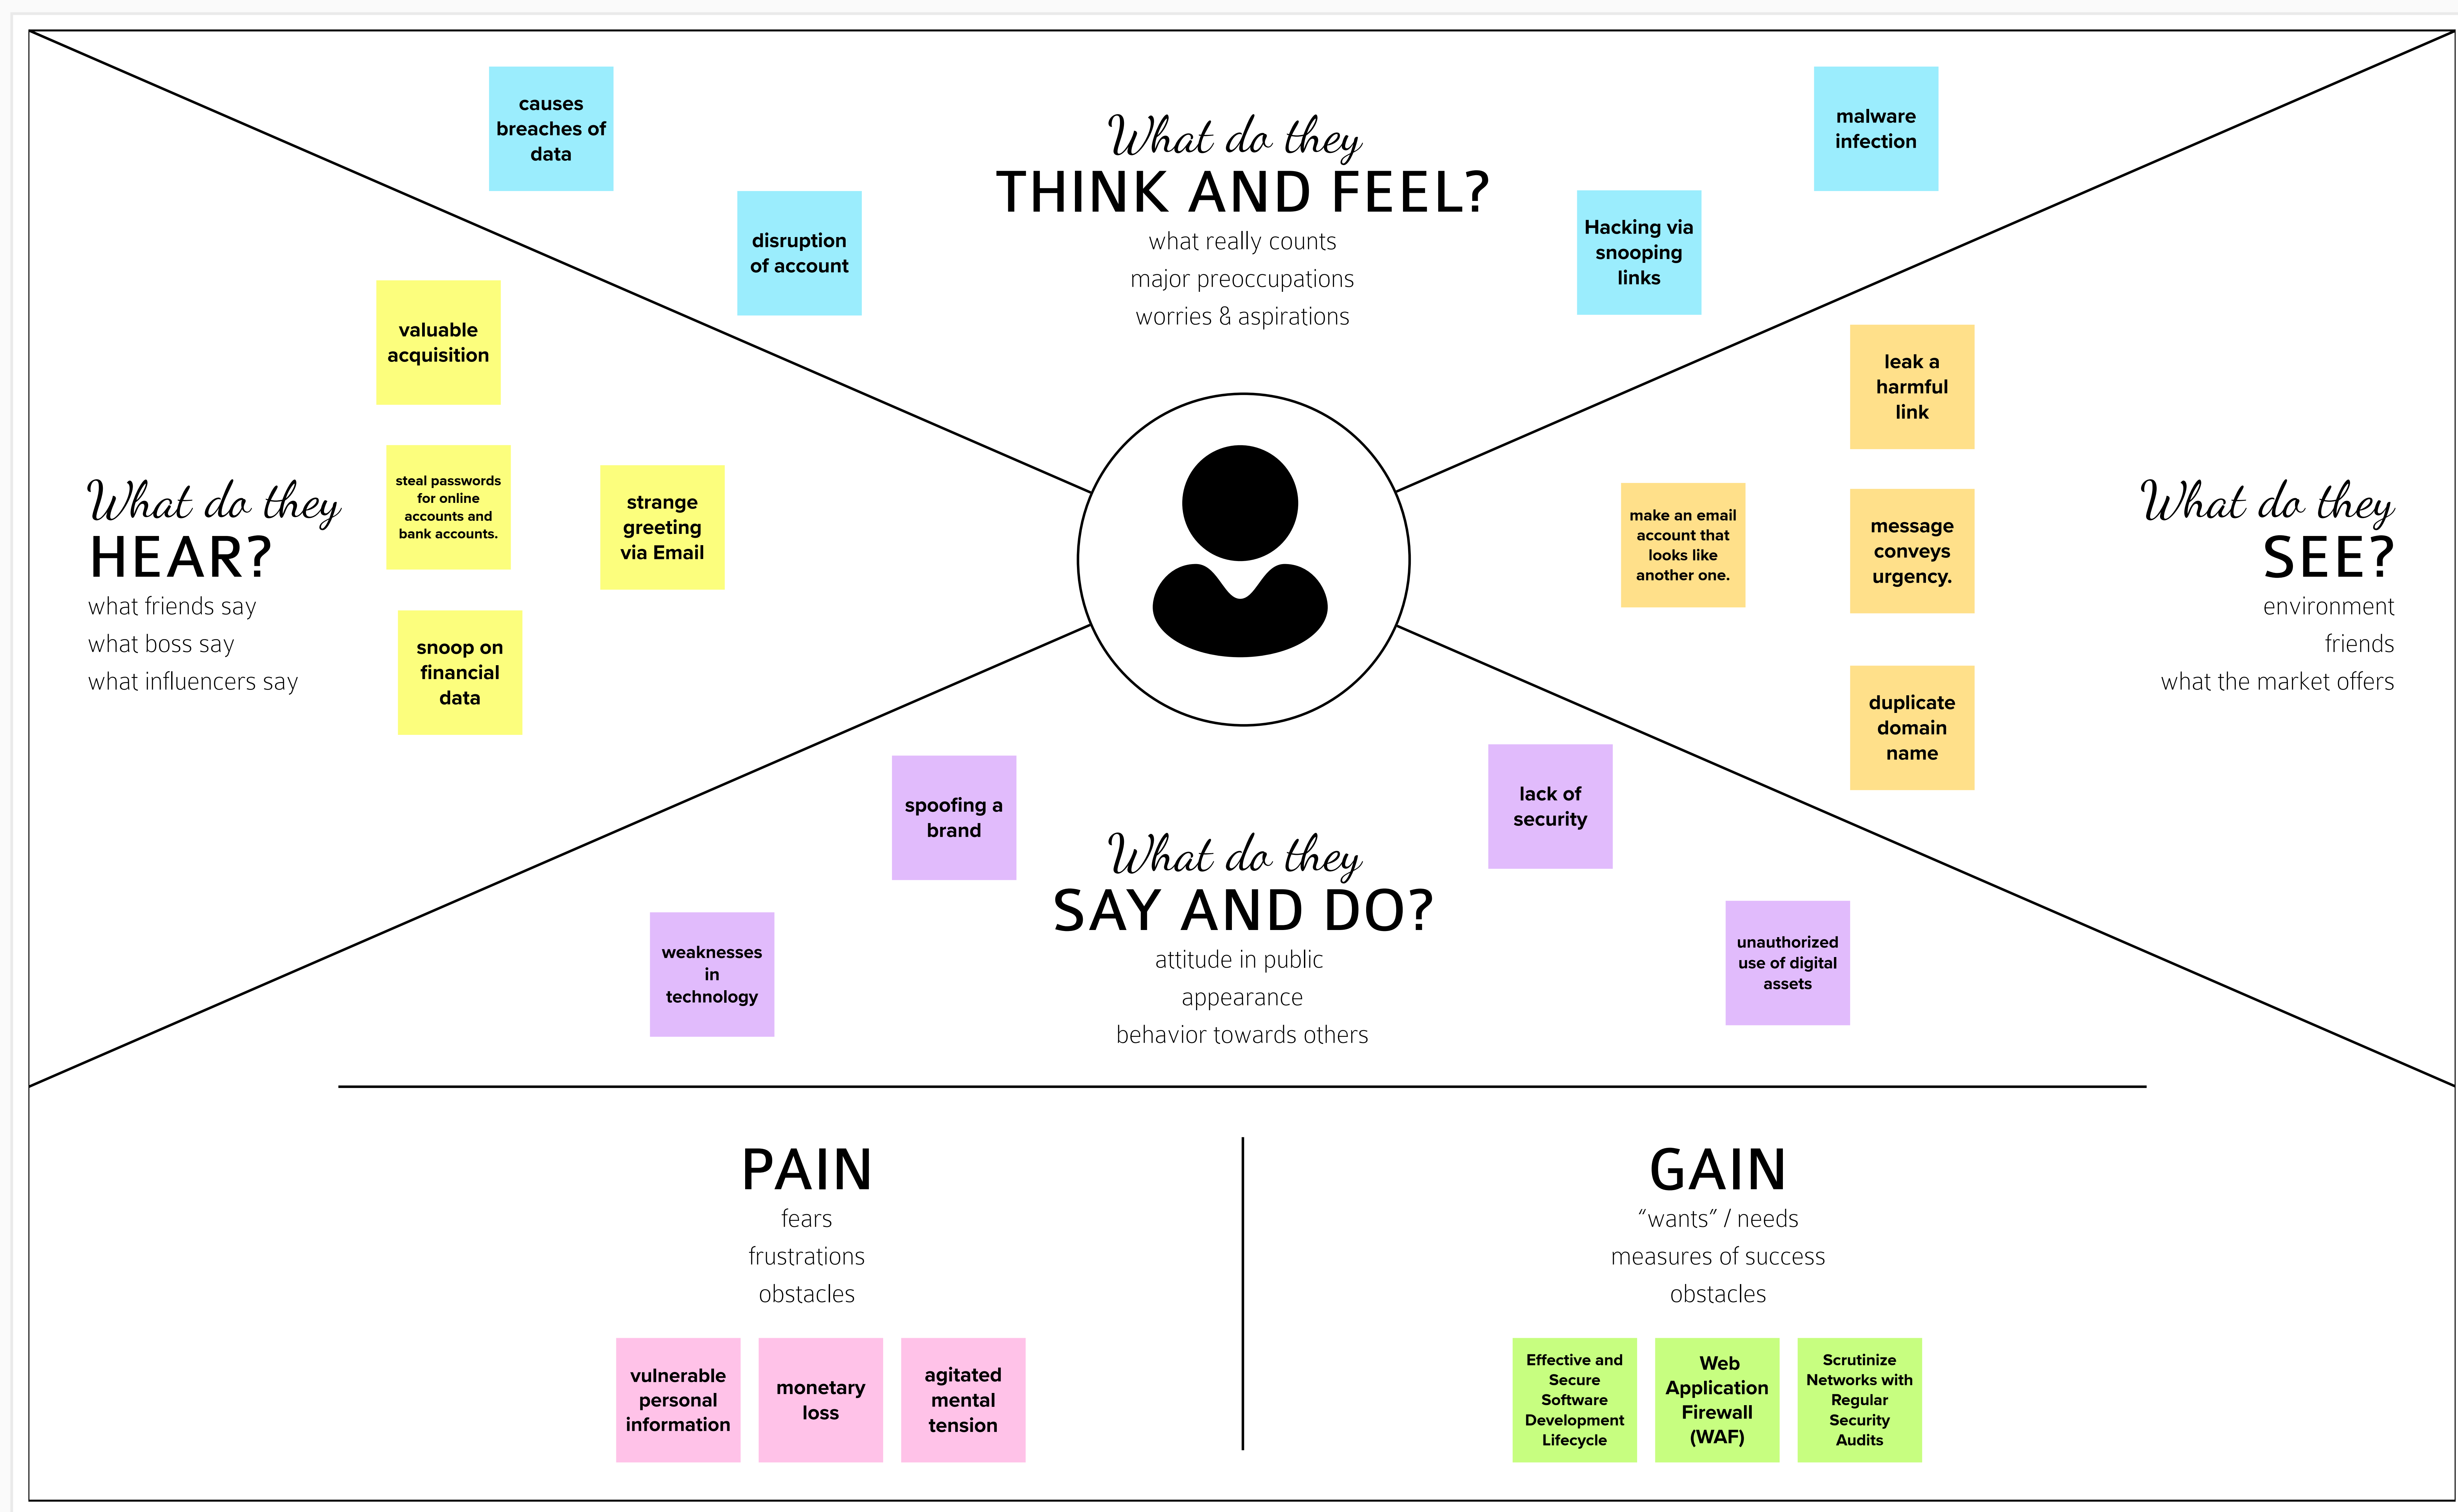 causes
breaches of
data
disruption
of account
What do they
THINK AND FEEL?
what really counts
major preoccupations
worries & aspirations
Hacking via
snooping
links
malware
infection
What do they
HEAR?
what friends say
what boss say
what influencers say
valuable
acquisition
steal passwords
for online
accounts and
bank accounts.
strange
greeting
via Email
snoop on
financial
data
leak a
harmful
link
make an email
account that
looks like
another one.
message
conveys
urgency.
duplicate
domain
name
What do they
SEE?
environment
friends
what the market offers
spoofing a
brand
weaknesses
in
technology
What do they
SAY AND DO?
attitude in public
appearance
behavior towards others
lack of
security
unauthorized
use of digital
assets
PAIN
fears
frustrations
obstacles
vulnerable
personal
information
monetary
loss
agitated
mental
tension
GAIN
“wants” / needs
measures of success
obstacles
Effective and
Secure
Software
Development
Lifecycle
Web
Application
Firewall
(WAF)
Scrutinize
Networks with
Regular
Security
Audits